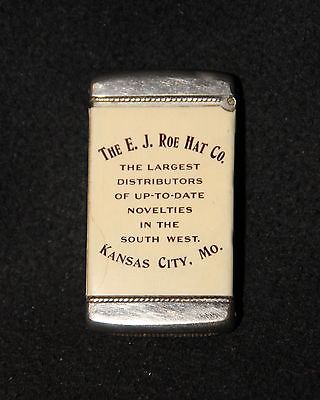 THE E. J. ROE HAT CO.
THE LARGEST
DISTRIBUTORS
OF UP-TO-DATE
NOVELTIES
IN THE
SOUTH WEST.
KANSAS CITY, MO.